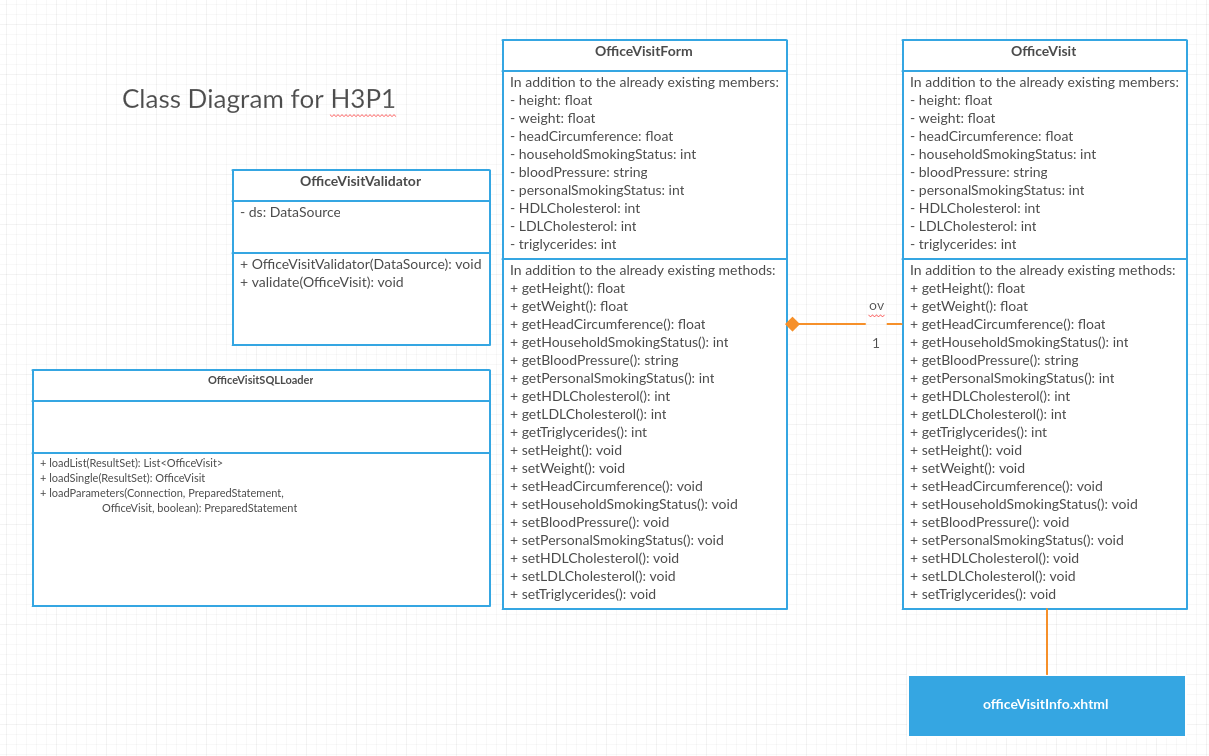 Class Diagram for H3P1
OfficeVisitValidator
- ds: DataSource
+ OfficeVisitValidator(DataSource): void
+ validate(OfficeVisit): void
OfficeVisitSQLLoader
+ loadList(ResultSet): List<OfficeVisit>
+ loadSingle(ResultSet): OfficeVisit
+ loadParameters(Connection, PreparedStatement,
OfficeVisit, boolean): PreparedStatement
OfficeVisitForm
In addition to the already existing members:
- height: float
- weight: float
- headCircumference: float
- householdSmokingStatus: int
- bloodPressure: string
- personalSmokingStatus: int
- HDLCholesterol: int
- LDLCholesterol: int
- triglycerides: int
In addition to the already existing methods:
+ getHeight(): float
+ getWeight(): float
+ getHeadCircumference(): float
+ getHouseholdSmokingStatus(): int
+ getBloodPressure(): string
+ getPersonalSmokingStatus(): int
+ getHDLCholesterol(): int
+ getLDLCholesterol(): int
+ getTriglycerides(): int
+ setHeight(): void
+ setWeight(): void
+ setHeadCircumference(): void
+ setHouseholdSmokingStatus(): void
+ setBloodPressure(): void
+ setPersonalSmokingStatus(): void
+ setHDLCholesterol(): void
+ setLDLCholesterol(): void
+ setTriglycerides(): void
ov
1
OfficeVisit
In addition to the already existing members:
- height: float
- weight: float
- headCircumference: float
- householdSmokingStatus: int
- bloodPressure: string
- personalSmokingStatus: int
- HDLCholesterol: int
- LDLCholesterol: int
- triglycerides: int
In addition to the already existing methods:
+ getHeight(): float
+ getWeight(): float
+ getHeadCircumference(): float
+ getHouseholdSmokingStatus(): int
+ getBloodPressure(): string
+ getPersonalSmokingStatus(): int
+ getHDLCholesterol(): int
+ getLDLCholesterol(): int
+ getTriglycerides(): int
+ setHeight(): void
+ setWeight(): void
+ setHeadCircumference(): void
+ setHouseholdSmokingStatus(): void
+ setBloodPressure(): void
+ setPersonalSmokingStatus(): void
+ setHDLCholesterol(): void
+ setLDLCholesterol(): void
+ setTriglycerides(): void
officeVisitInfo.xhtml